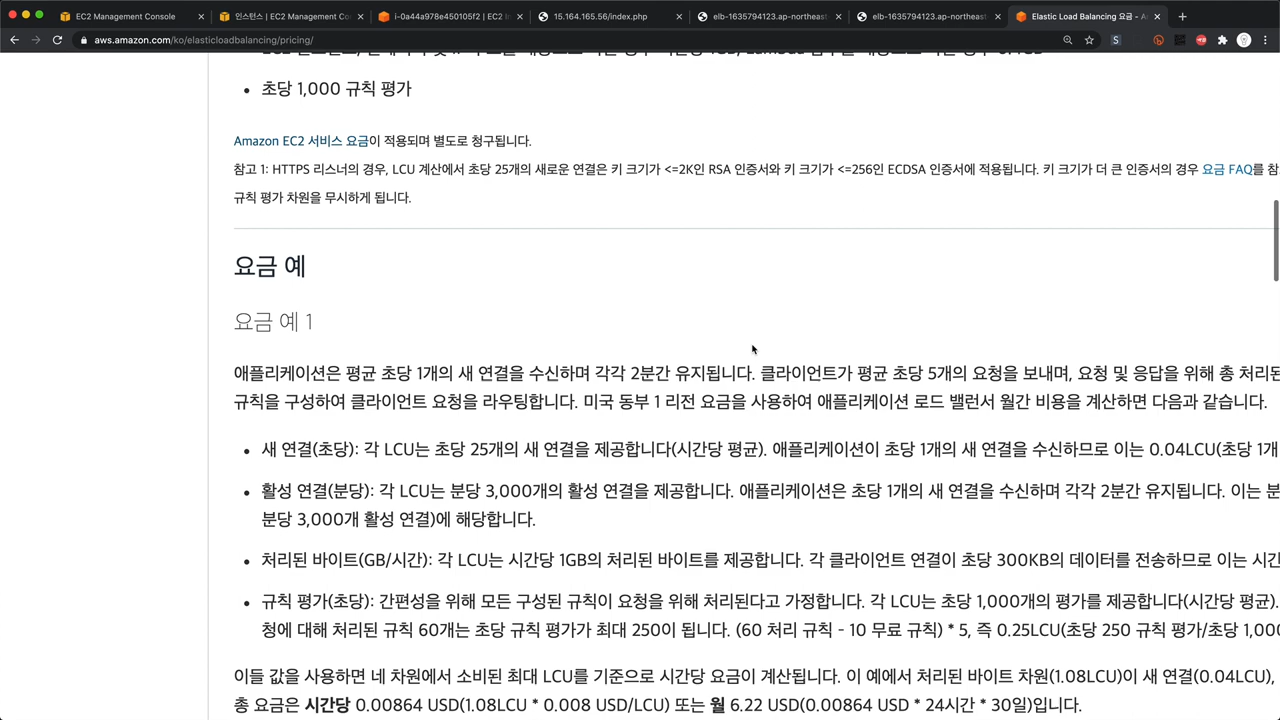 EC2 Management Console
인스턴스 | EC2 Management Co
i-0a44a978e450105f2 | EC2 In
15.164.165.56/index.php
elb-1635794123.ap-northeast
elb-1635794123.ap-northeast
Elastic Load Balancing 요금 - A
aws.amazon.com/ko/elasticloadbalancing/pricing/
초당 1,000 규칙 평가
Amazon EC2 서비스 요금이 적용되며 별도로 청구됩니다.
참고 1: HTTPS 리스너의 경우, LCU 계산에서 초당 25개의 새로운 연결은 키 크기가 <=2K인 RSA 인증서와 키 크기가 <=256인 ECDSA 인증서에 적용됩니다. 키 크기가 더 큰 인증서의 경우 요금 FAQ를 참
규칙 평가 차원을 무시하게 됩니다.
요금 예
요금 예 1
애플리케이션은 평균 초당 1개의 새 연결을 수신하며 각각 2분간 유지됩니다. 클라이언트가 평균 초당 5개의 요청을 보내며, 요청 및 응답을 위해 총 처리된
규칙을 구성하여 클라이언트 요청을 라우팅합니다. 미국 동부 1 리전 요금을 사용하여 애플리케이션 로드 밸런서 월간 비용을 계산하면 다음과 같습니다.
새 연결(초당): 각 LCU는 초당 25개의 새 연결을 제공합니다(시간당 평균). 애플리케이션이 초당 1개의 새 연결을 수신하므로 이는 0.04LCU(초당 1개
활성 연결(분당): 각 LCU는 분당 3,000개의 활성 연결을 제공합니다. 애플리케이션은 초당 1개의 새 연결을 수신하며 각각 2분간 유지됩니다. 이는 분
분당 3,000개 활성 연결)에 해당합니다.
처리된 바이트(GB/시간): 각 LCU는 시간당 1GB의 처리된 바이트를 제공합니다. 각 클라이언트 연결이 초당 300KB의 데이터를 전송하므로 이는 시간
규칙 평가(초당): 간편성을 위해 모든 구성된 규칙이 요청을 위해 처리된다고 가정합니다. 각 LCU는 초당 1,000개의 평가를 제공합니다(시간당 평균).
청에 대해 처리된 규칙 60개는 초당 규칙 평가가 최대 250이 됩니다. (60 처리 규칙 - 10 무료 규칙) * 5, 즉 0.25LCU(초당 250 규칙 평가/초당 1,000
이들 값을 사용하면 네 차원에서 소비된 최대 LCU를 기준으로 시간당 요금이 계산됩니다. 이 예에서 처리된 바이트 차원(1.08LCU)이 새 연결(0.04LCU),
총 요금은 시간당 0.00864 USD(1.08LCU * 0.008 USD/LCU) 또는 월 6.22 USD(0.00864 USD * 24시간 * 30일)입니다.